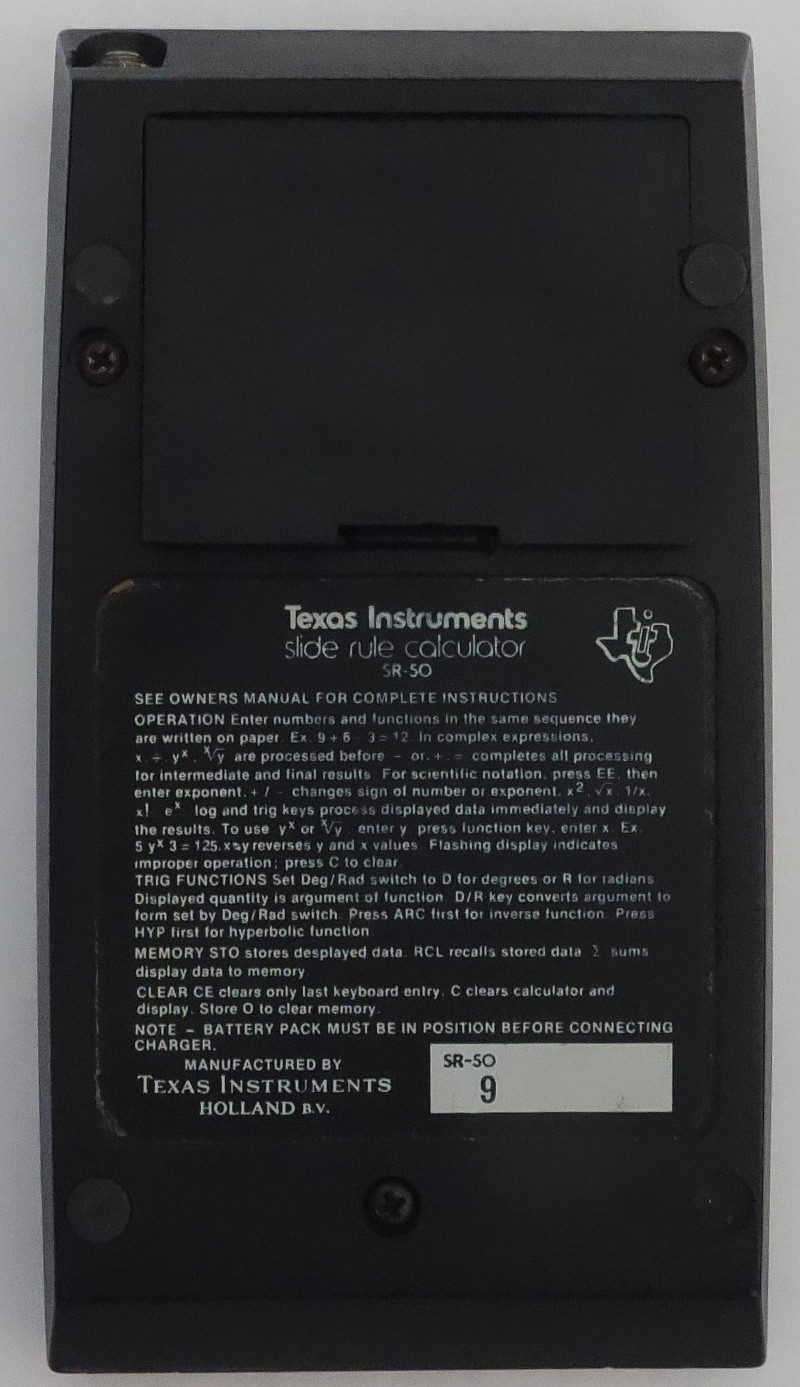 Texas Instruments
slide rule calculator
SR-50
SEE OWNERS MANUAL FOR COMPLETE INSTRUCTIONS
OPERATION Enter numbers and functions in the same sequence they
are written on paper. Ex. 9 + 6 - 3 = 12. In complex expressions,
x ÷ yˣ ˣ√y are processed before - or + . = completes all processing
for intermediate and final results. For scientific notation, press EE, then
enter exponent. + / - changes sign of number or exponent. x² √x 1/x.
x! eˣ log and trig keys process displayed data immediately and display
the results. To use yˣ or ˣ√y enter y, press function key, enter x. Ex.
5 yˣ 3 = 125. x⇌y reverses y and x values. Flashing display indicates
improper operation; press C to clear.
TRIG FUNCTIONS Set Deg/Rad switch to D for degrees or R for radians.
Displayed quantity is argument of function. D/R key converts argument to
form set by Deg/Rad switch. Press ARC first for inverse function. Press
HYP first for hyperbolic function.
MEMORY STO stores desplayed data. RCL recalls stored data. Σ sums
display data to memory.
CLEAR CE clears only last keyboard entry. C clears calculator and
display. Store O to clear memory.
NOTE - BATTERY PACK MUST BE IN POSITION BEFORE CONNECTING
CHARGER.
MANUFACTURED BY
TEXAS INSTRUMENTS
HOLLAND B.V.
SR-50
9